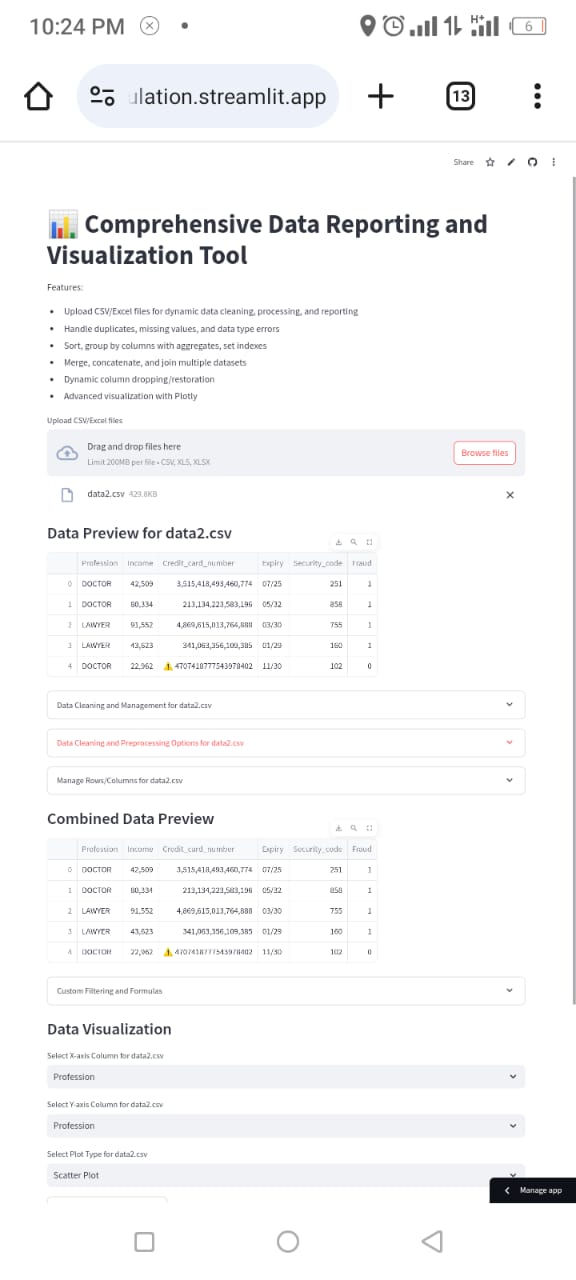 10:24 PM
H+
6
ulation.streamlit.app
13
Share
Comprehensive Data Reporting and
Visualization Tool
Features:
Upload CSV/Excel files for dynamic data cleaning, processing, and reporting
Handle duplicates, missing values, and data type errors
Sort, group by columns with aggregates, set indexes
Merge, concatenate, and join multiple datasets
Dynamic column dropping/restoration
Advanced visualization with Plotly
Upload CSV/Excel files
Drag and drop files here
Limit 200MB per file • CSV, XLS, XLSX
Browse files
data2.csv 429.8KB
Data Preview for data2.csv
Profession Income Credit_card_number Expiry Security_code Fraud
0 DOCTOR 42,509 3,515,418,493,460,774 07/25 251 1
1 DOCTOR 80,334 213,134,223,583,196 05/32 858 1
2 LAWYER 91,552 4,869,615,013,764,888 03/30 755 1
3 LAWYER 43,623 341,063,356,109,385 01/29 160 1
4 DOCTOR 22,962 4707418777543978402 11/30 102 0
Data Cleaning and Management for data2.csv
Data Cleaning and Preprocessing Options for data2.csv
Manage Rows/Columns for data2.csv
Combined Data Preview
Profession Income Credit_card_number Expiry Security_code Fraud
0 DOCTOR 42,509 3,515,418,493,460,774 07/25 251 1
1 DOCTOR 80,334 213,134,223,583,196 05/32 858 1
2 LAWYER 91,552 4,869,615,013,764,888 03/30 755 1
3 LAWYER 43,623 341,063,356,109,385 01/29 160 1
4 DOCTOR 22,962 4707418777543978402 11/30 102 0
Custom Filtering and Formulas
Data Visualization
Select X-axis Column for data2.csv
Profession
Select Y-axis Column for data2.csv
Profession
Select Plot Type for data2.csv
Scatter Plot
Manage app